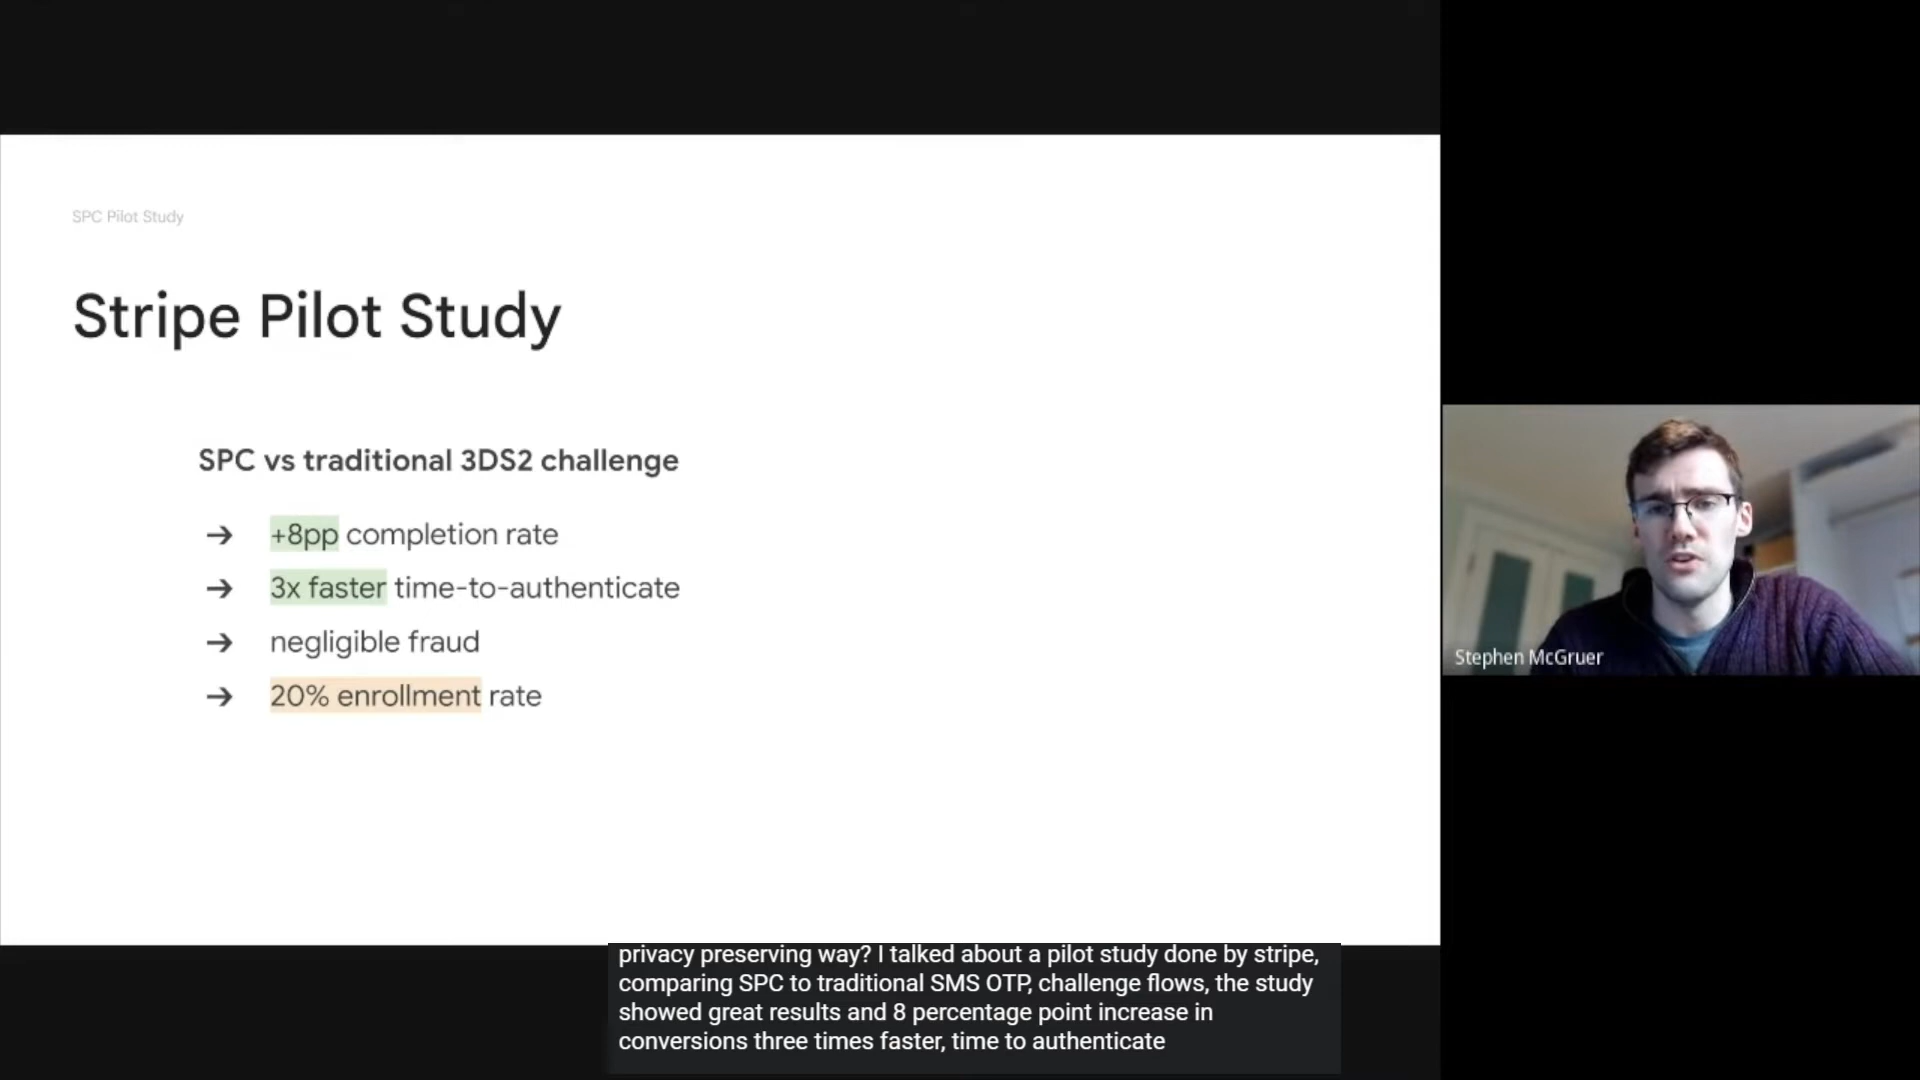 SPC Pilot Study
Stripe Pilot Study
SPC vs traditional 3DS2 challenge
→ +8pp completion rate
→ 3x faster time-to-authenticate
→ negligible fraud
→ 20% enrollment rate
Stephen McGruer
privacy preserving way? I talked about a pilot study done by stripe,
comparing SPC to traditional SMS OTP, challenge flows, the study
showed great results and 8 percentage point increase in
conversions three times faster, time to authenticate